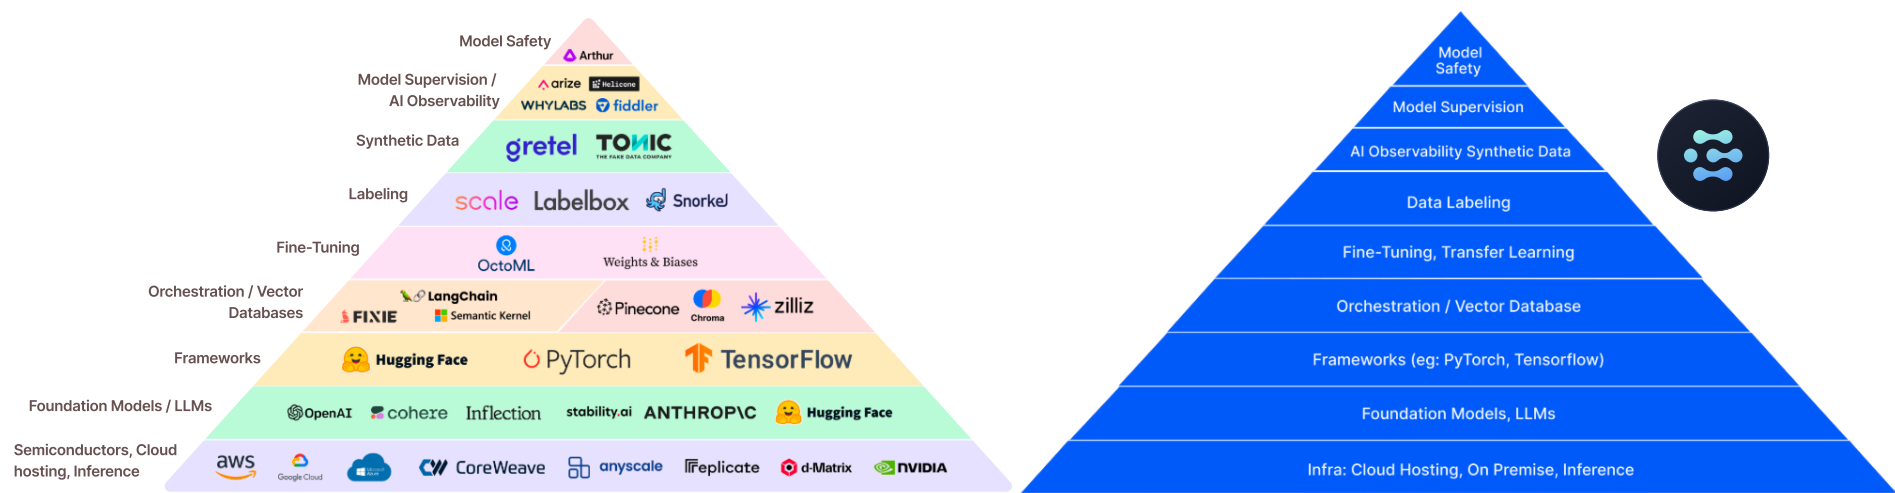 Model Safety
Arthur
Model Supervision /
AI Observability
arize
Helicone
WHYLABS
fiddler
Synthetic Data
gretel
TONIC
THE FAKE DATA COMPANY
Labeling
scale
Labelbox
Snorkel
Fine-Tuning
OctoML
Weights & Biases
Orchestration / Vector
Databases
LangChain
FIXIE
Semantic Kernel
Pinecone
Chroma
zilliz
Frameworks
Hugging Face
PyTorch
TensorFlow
Foundation Models / LLMs
OpenAI
cohere
Inflection
stability.ai
ANTHROP\C
Hugging Face
Semiconductors, Cloud
hosting, Inference
aws
Google Cloud
Microsoft
Azure
CoreWeave
anyscale
Replicate
d-Matrix
NVIDIA
Model
Safety
Model Supervision
AI Observability Synthetic Data
Data Labeling
Fine-Tuning, Transfer Learning
Orchestration / Vector Database
Frameworks (eg: PyTorch, Tensorflow)
Foundation Models, LLMs
Infra: Cloud Hosting, On Premise, Inference